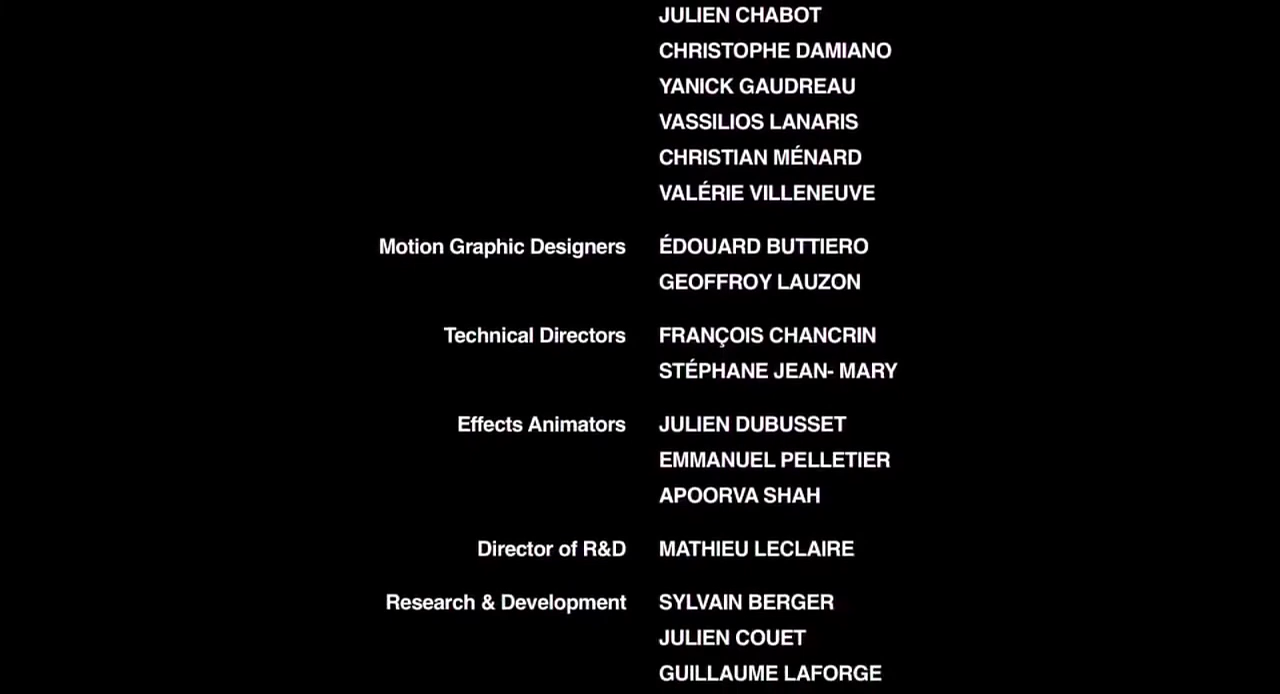 JULIEN CHABOT
CHRISTOPHE DAMIANO
YANICK GAUDREAU
VASSILIOS LANARIS
CHRISTIAN MÉNARD
VALÉRIE VILLENEUVE
Motion Graphic Designers ÉDOUARD BUTTIERO
GEOFFROY LAUZON
Technical Directors FRANÇOIS CHANCRIN
STÉPHANE JEAN- MARY
Effects Animators JULIEN DUBUSSET
EMMANUEL PELLETIER
APOORVA SHAH
Director of R&D MATHIEU LECLAIRE
Research & Development SYLVAIN BERGER
JULIEN COUET
GUILLAUME LAFORGE